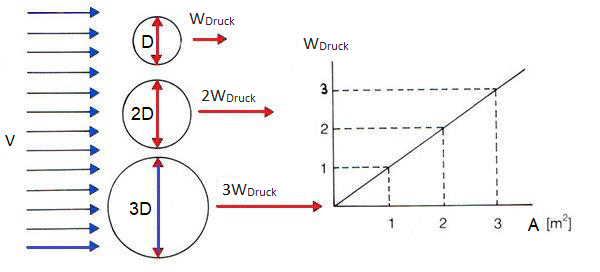 V
D
W_Druck
2D
2W_Druck
3D
3W_Druck
W_Druck
3
2
1
1 2 3 A [m²]